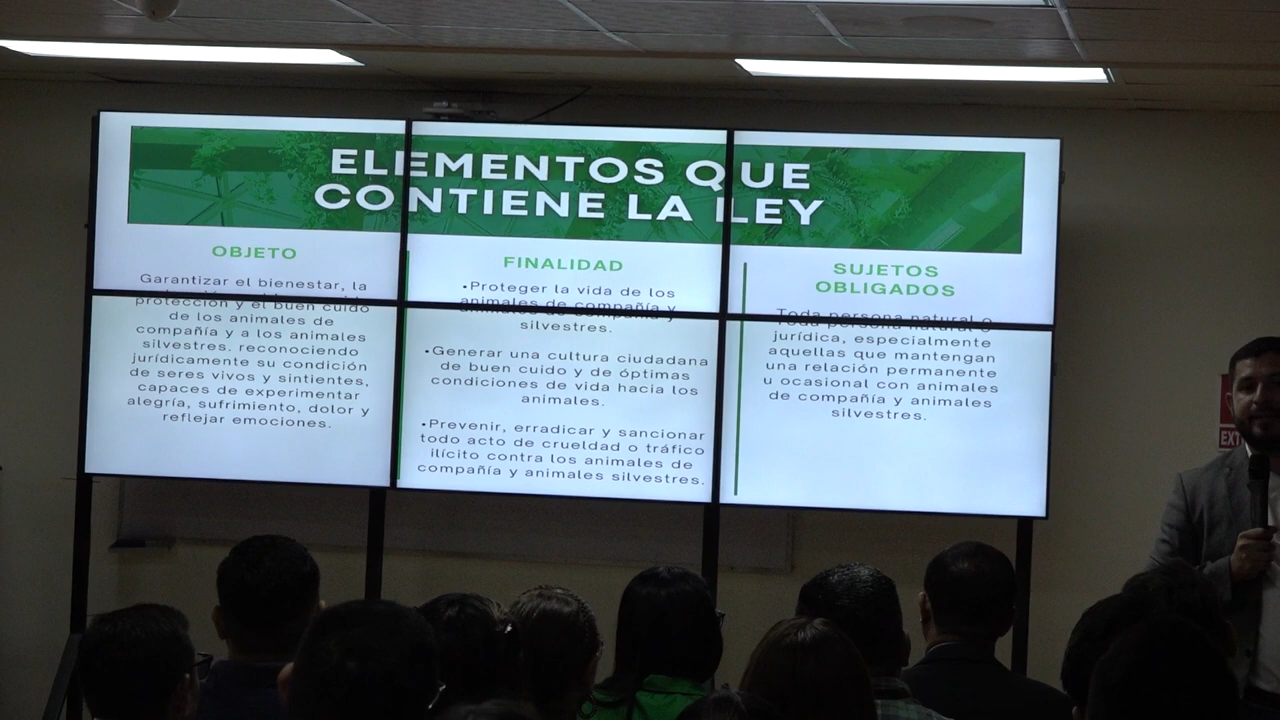 ELEMENTOS QUE
CONTIENE LA LEY
OBJETO
Garantizar el bienestar, la
protección y el buen cuido
de los animales de
compañía y a los animales
silvestres. reconociendo
jurídicamente su condición
de seres vivos y sintientes,
capaces de experimentar
alegría, sufrimiento, dolor y
reflejar emociones.
FINALIDAD
•Proteger la vida de los
animales de compañía y
silvestres.
•Generar una cultura ciudadana
de buen cuido y de óptimas
condiciones de vida hacia los
animales.
•Prevenir, erradicar y sancionar
todo acto de crueldad o tráfico
ilícito contra los animales de
compañía y animales silvestres.
SUJETOS
OBLIGADOS
Toda persona natural o
jurídica, especialmente
aquellas que mantengan
una relación permanente
u ocasional con animales
de compañía y animales
silvestres.
EXT